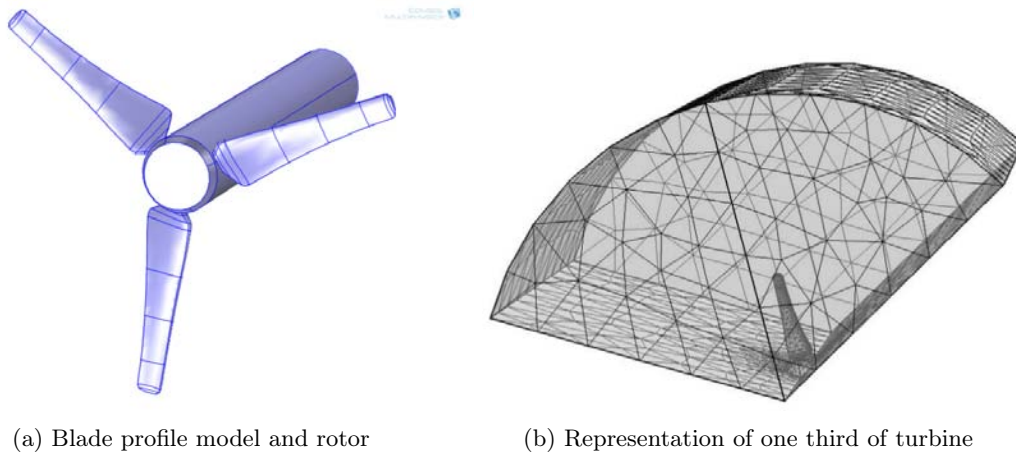 (a) Blade profile model and rotor
(b) Representation of one third of turbine